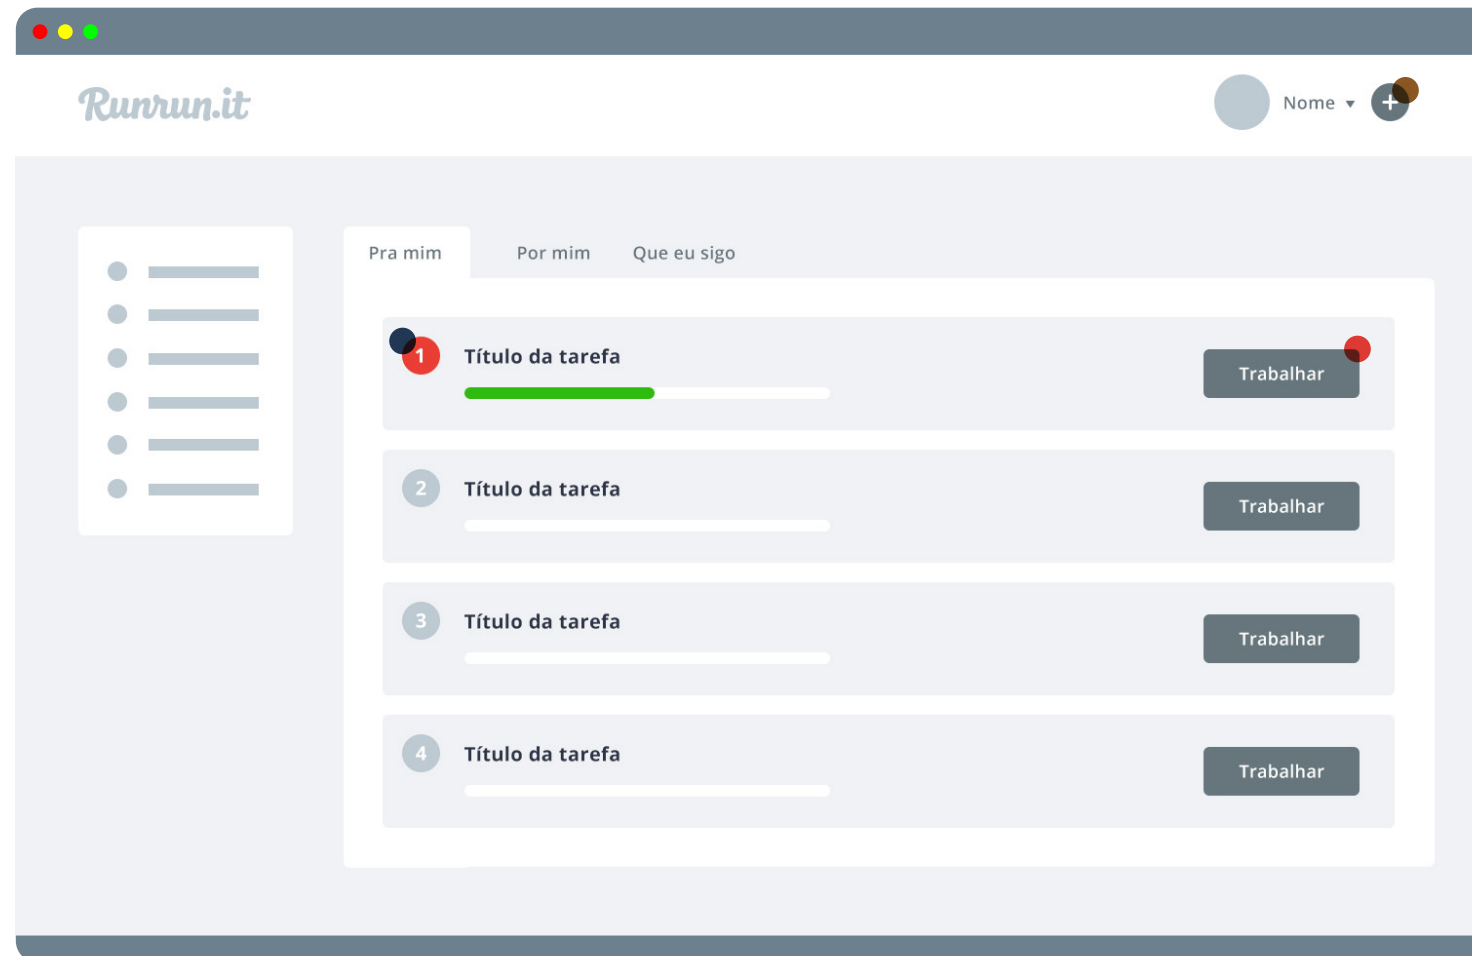 Runrun.it
Nome
Pra mim Por mim Que eu sigo
1 Título da tarefa Trabalhar
2 Título da tarefa Trabalhar
3 Título da tarefa Trabalhar
4 Título da tarefa Trabalhar